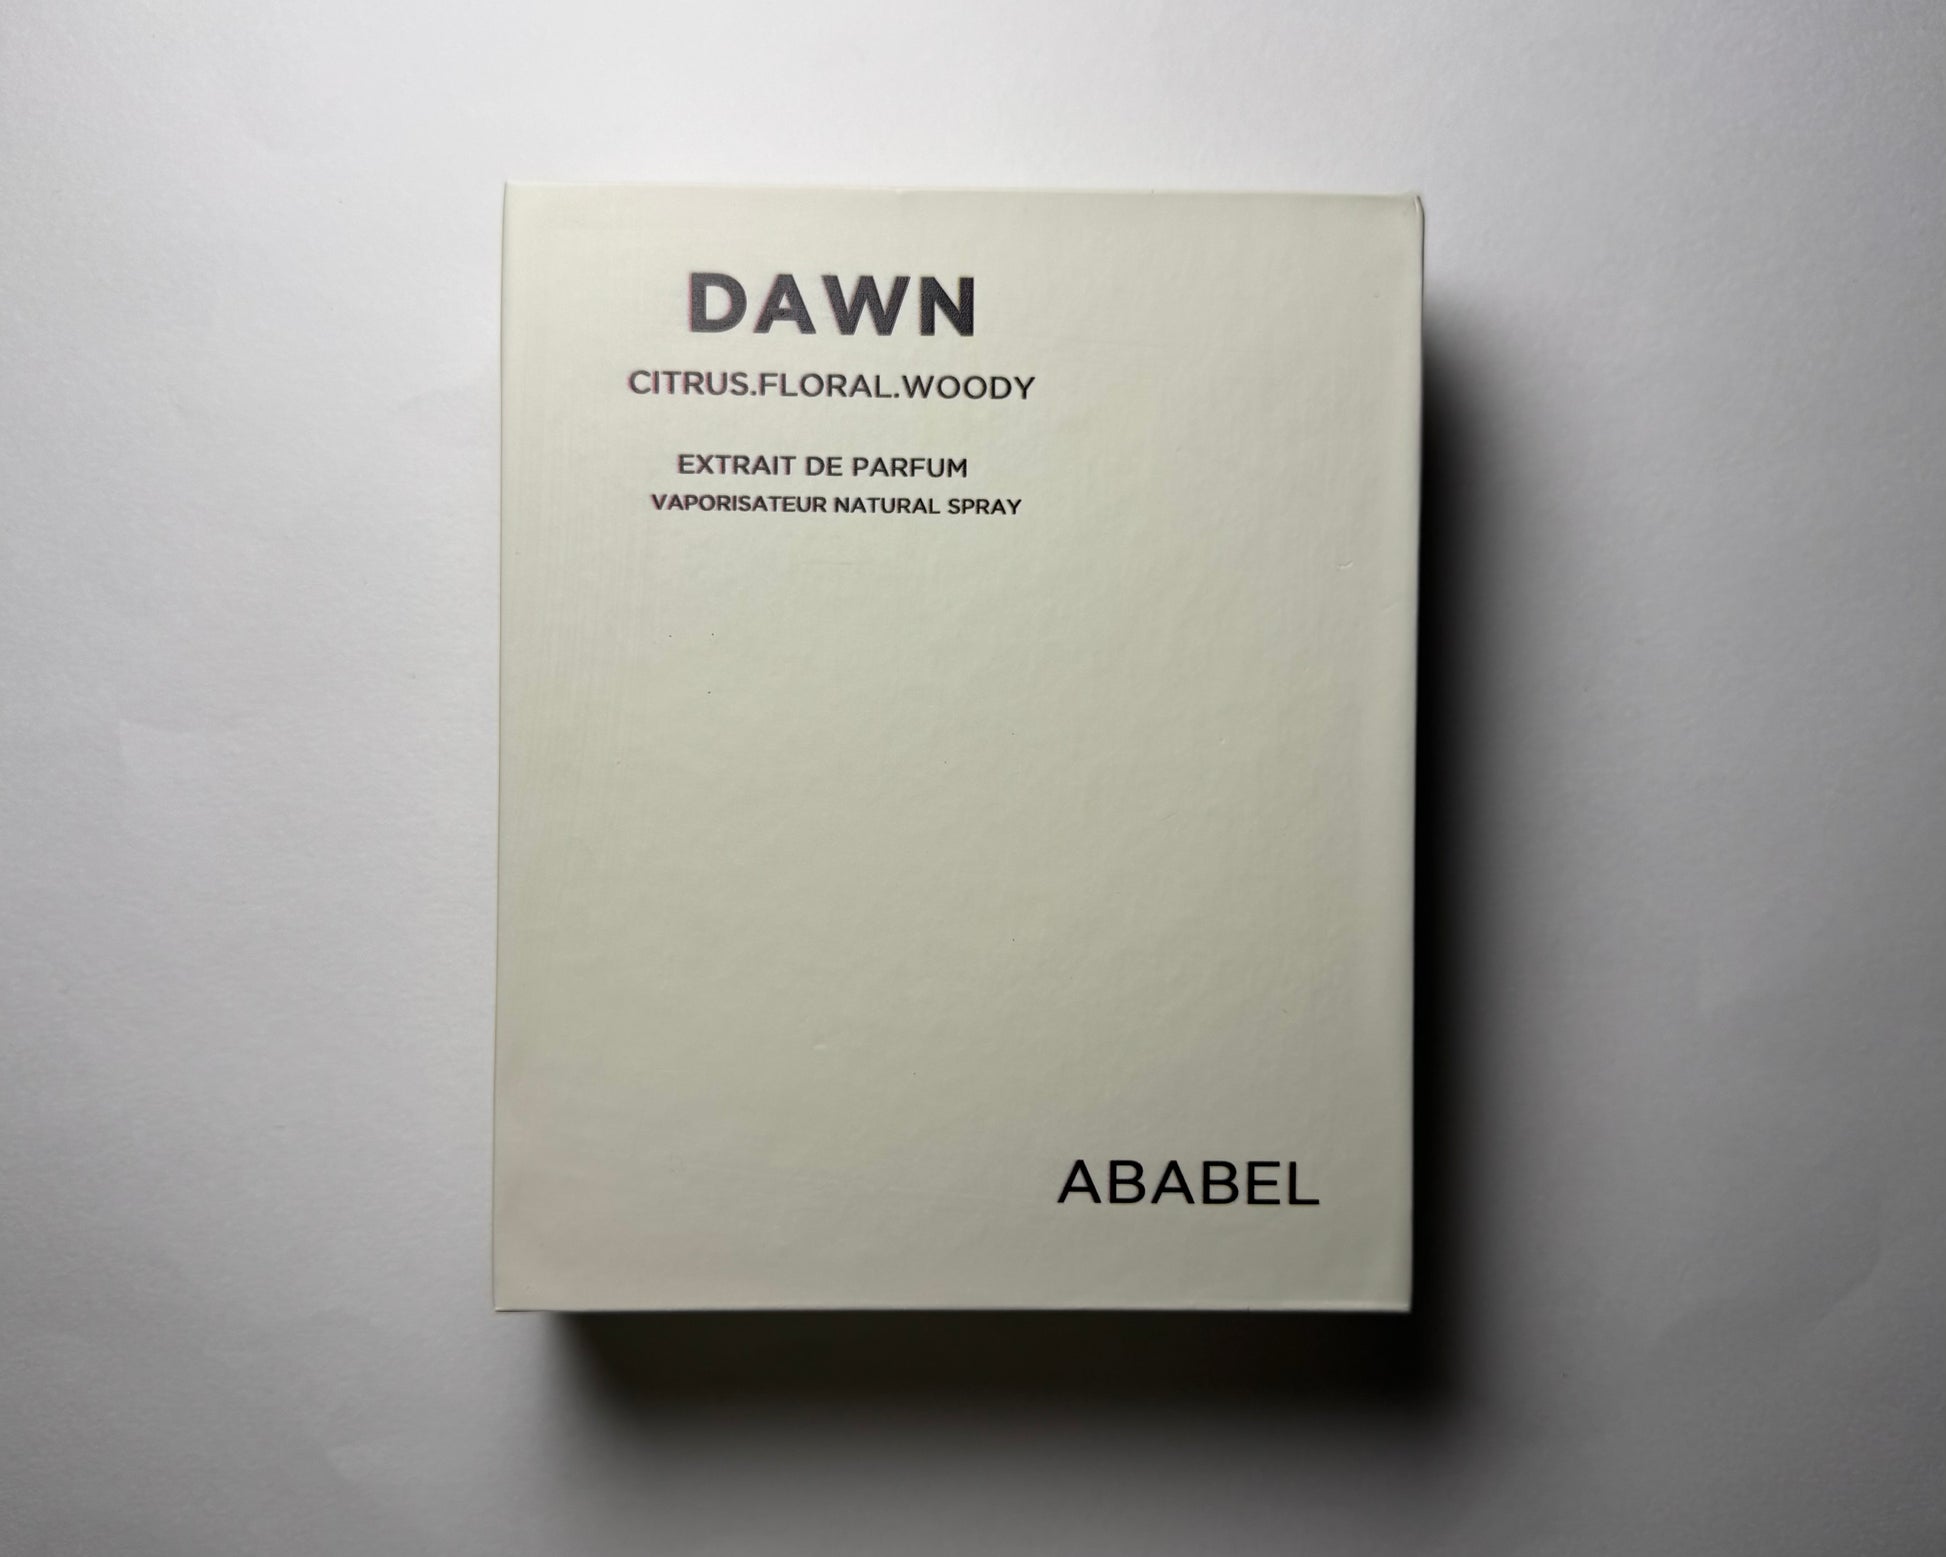 DAWN
CITRUS.FLORAL.WOODY
EXTRAIT DE PARFUM
VAPORISATEUR NATURAL SPRAY
ABABEL